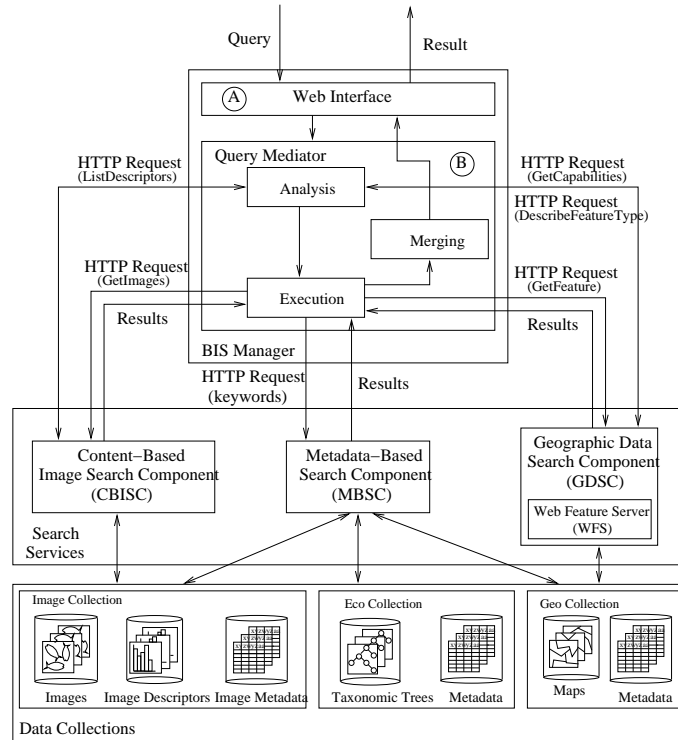 Query
Result
A
Web Interface
Query Mediator
B
HTTP Request
(ListDescriptors)
HTTP Request
(GetCapabilities)
HTTP Request
(DescribeFeatureType)
Analysis
Merging
HTTP Request
(GetImages)
HTTP Request
(GetFeature)
Execution
Results
Results
BIS Manager
HTTP Request
(keywords)
Results
Content−Based
Image Search Component
(CBISC)
Metadata−Based
Search Component
(MBSC)
Geographic Data
Search Component
(GDSC)
Web Feature Server
(WFS)
Search
Services
Image Collection
Eco Collection
Geo Collection
Images
Image Descriptors
Image Metadata
Taxonomic Trees
Metadata
Maps
Metadata
Data Collections